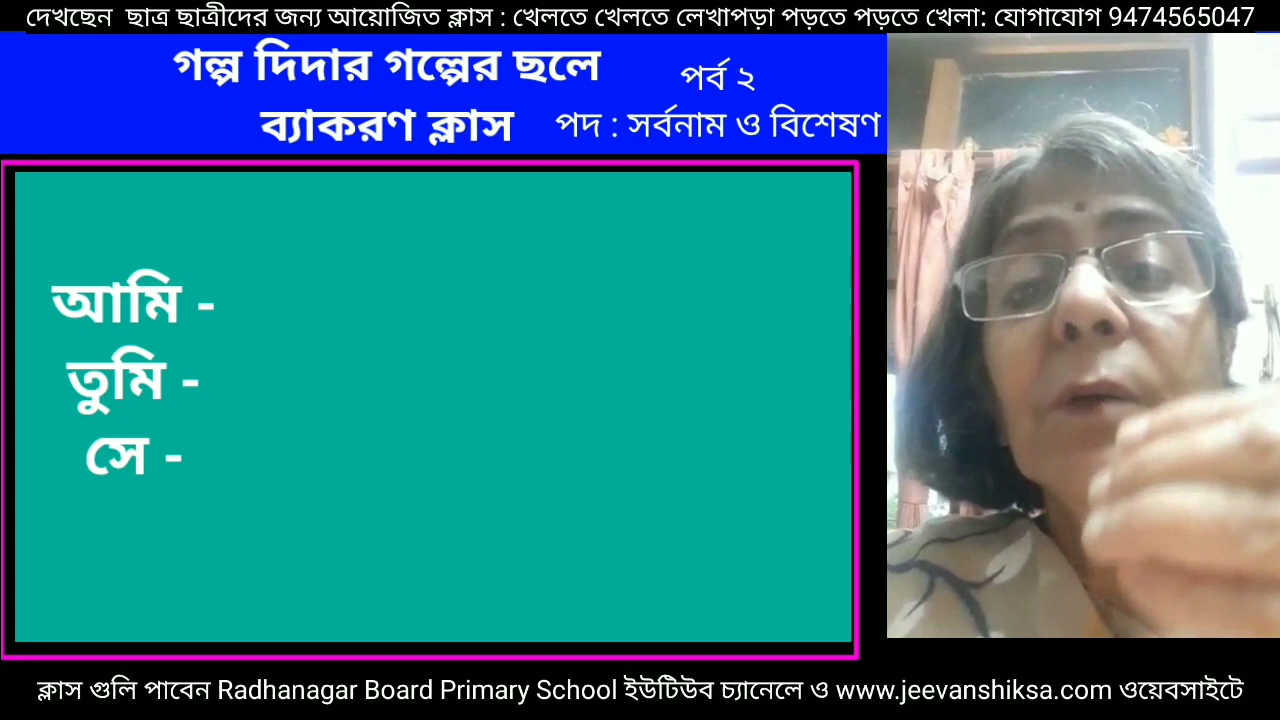 দেখছেন ছাত্র ছাত্রীদের জন্য আয়োজিত ক্লাস : খেলতে খেলতে লেখাপড়া পড়তে পড়তে খেলা: যোগাযোগ 9474565047
গল্প দিদার গল্পের ছলে
ব্যাকরণ ক্লাস
পর্ব ২
পদ : সর্বনাম ও বিশেষণ
আমি -
তুমি -
সে -
ক্লাস গুলি পাবেন Radhanagar Board Primary School ইউটিউব চ্যানেলে ও www.jeevanshiksa.com ওয়েবসাইটে